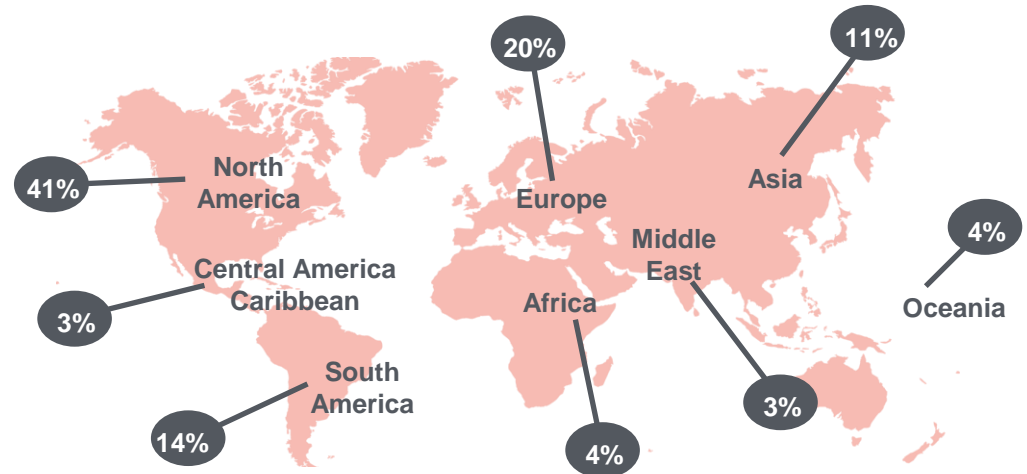 20%
11%
North
America
41%
Europe
Asia
Middle
East
4%
Central America
Caribbean
3%
Africa
Oceania
South
America
14%
4%
3%